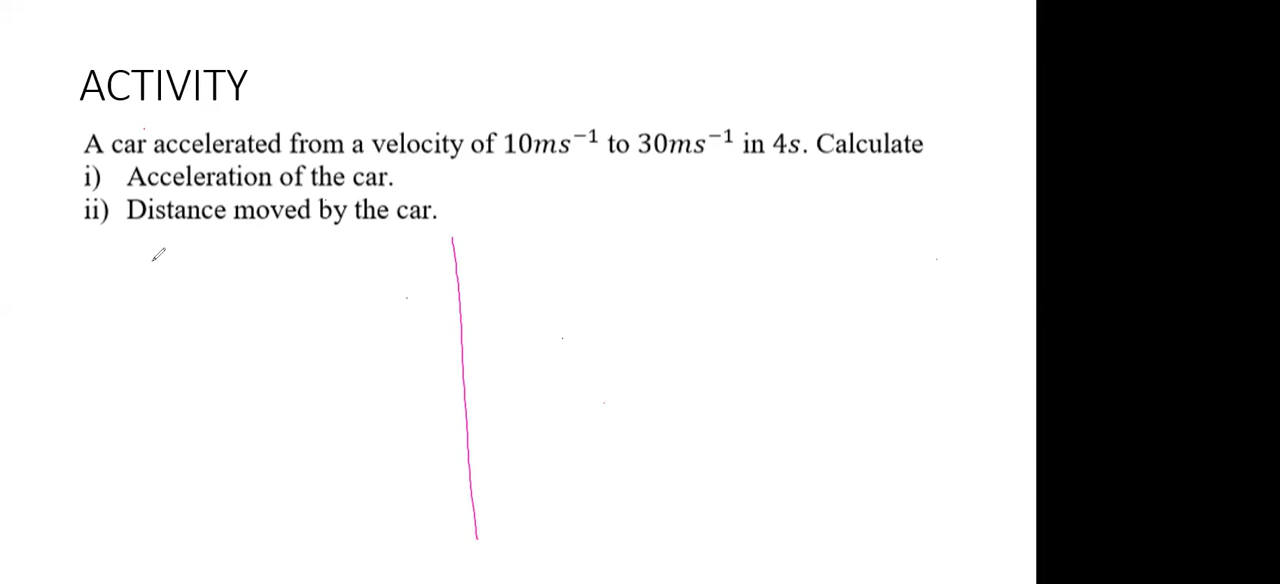 ACTIVITY
A car accelerated from a velocity of 10ms⁻¹ to 30ms⁻¹ in 4s. Calculate
i) Acceleration of the car.
ii) Distance moved by the car.